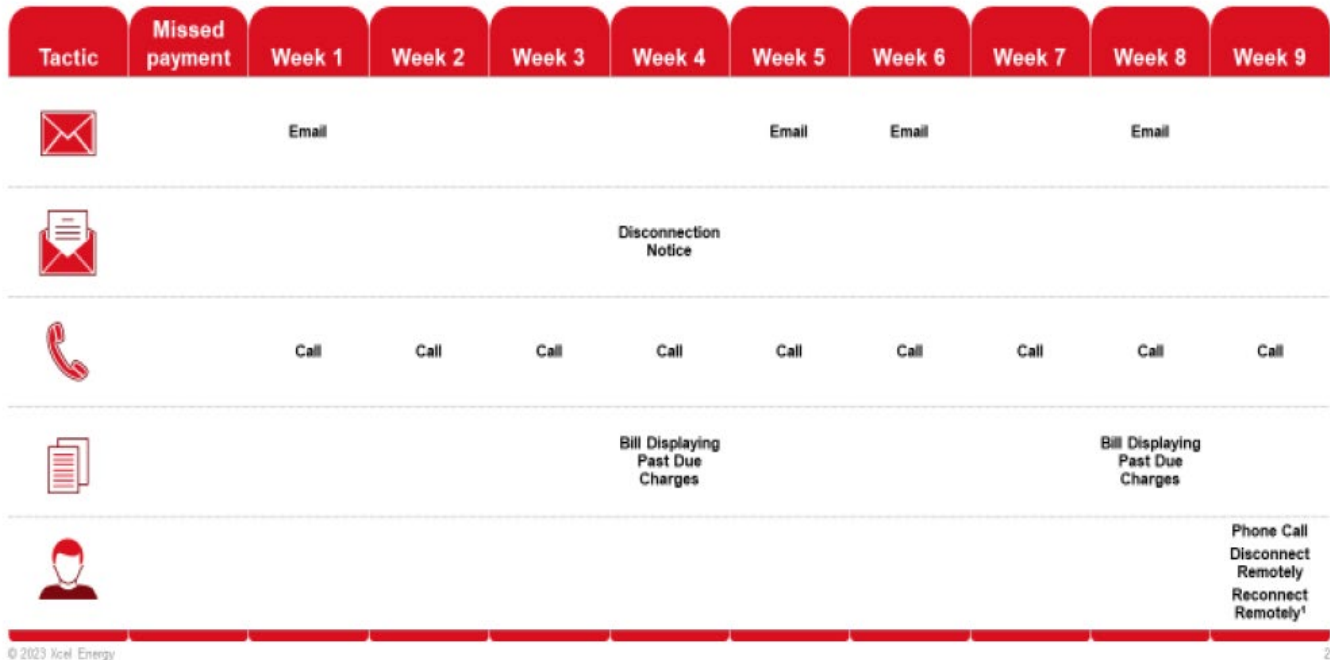 Tactic
Missed
payment
Week 1
Week 2
Week 3
Week 4
Week 5
Week 6
Week 7
Week 8
Week 9
Email
Email
Email
Email
Disconnection
Notice
Call
Call
Call
Call
Call
Call
Call
Call
Call
Bill Displaying
Past Due
Charges
Bill Displaying
Past Due
Charges
Phone Call
Disconnect
Remotely
Reconnect
Remotely¹
© 2023 Xcel Energy
2